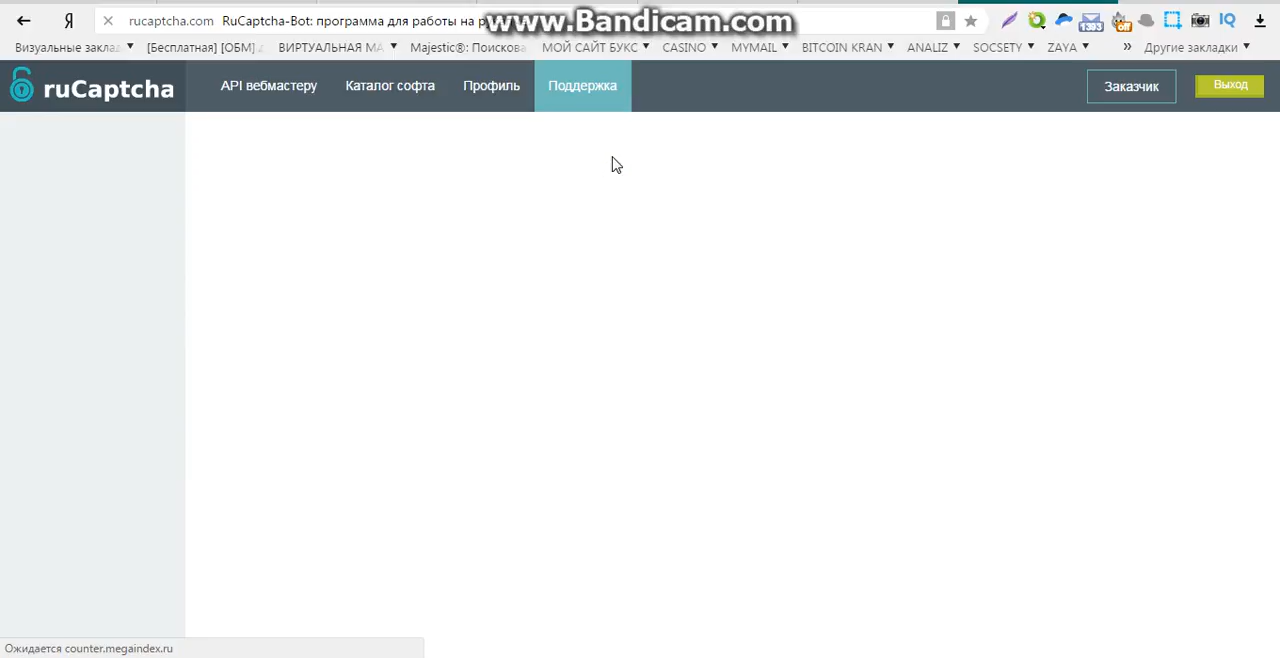 www.Bandicam.com
Я rucaptcha.com RuCaptcha-Bot: программа для работы на
Визуальные заклад [Бесплатная] [ОБМ] ВИРТУАЛЬНАЯ МА Majestic®: Поискова МОЙ САЙТ БУКС CASINO MYMAIL BITCOIN KRAN ANALIZ SOCSETY ZAYA » Другие закладки
ruCaptcha API вебмастеру Каталог софта Профиль Поддержка Заказчик Выход
Ожидается counter.megaindex.ru